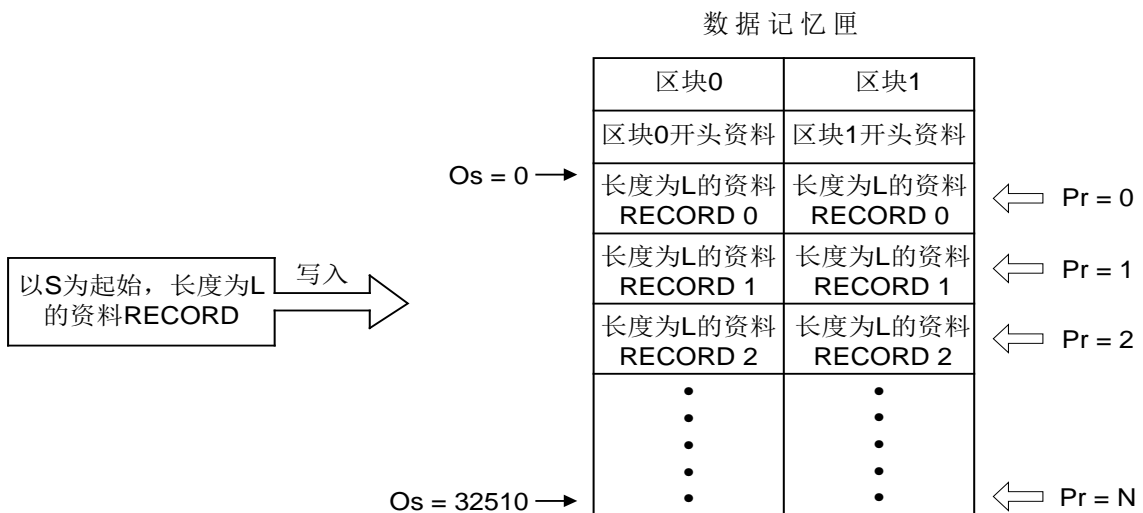 数据记忆匣
区块0 区块1
区块0开头资料 区块1开头资料
Os = 0
长度为L的资料 长度为L的资料
RECORD 0 RECORD 0
Pr = 0
以S为起始，长度为L
的资料RECORD
写入
长度为L的资料 长度为L的资料
RECORD 1 RECORD 1
Pr = 1
长度为L的资料 长度为L的资料
RECORD 2 RECORD 2
Pr = 2
Os = 32510
Pr = N